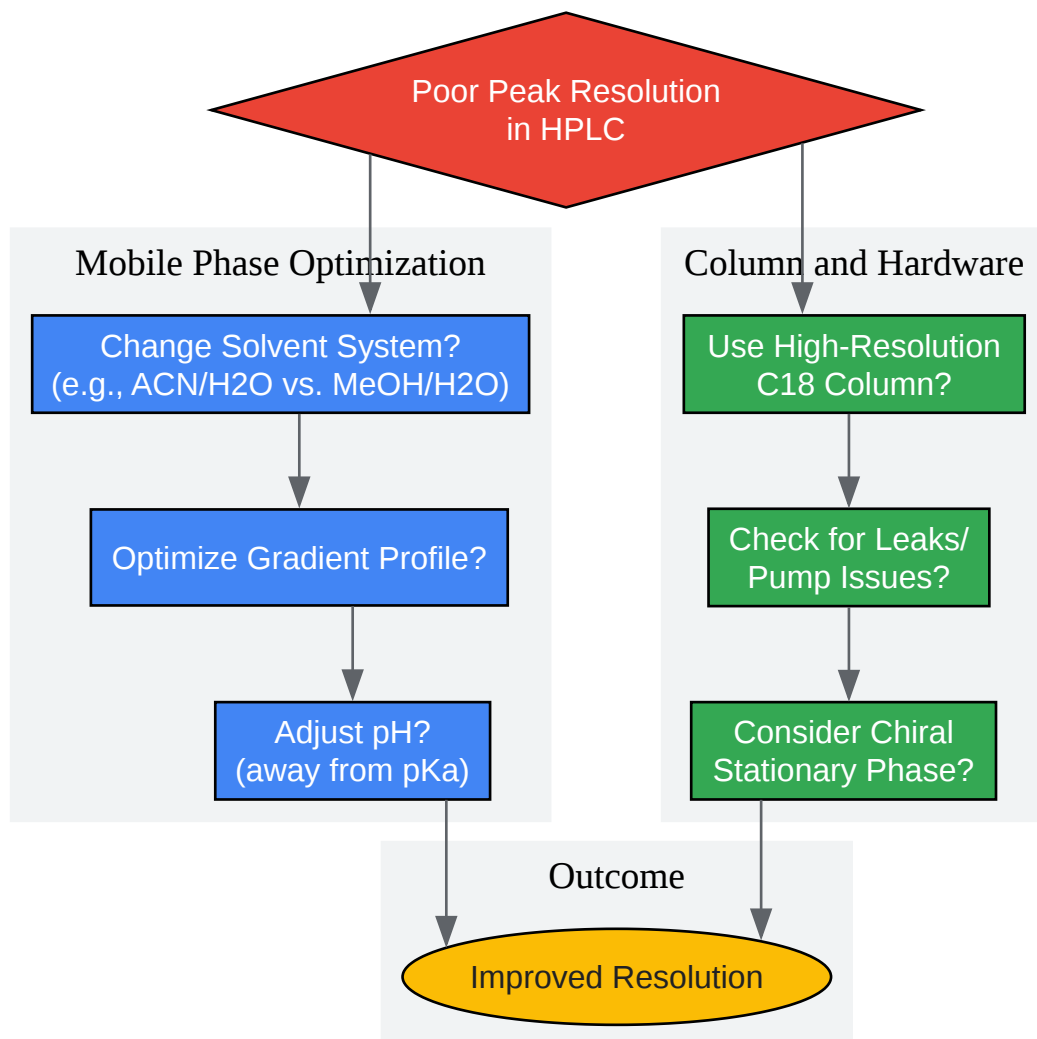 Poor Peak Resolution
in HPLC
Mobile Phase Optimization
Change Solvent System?
(e.g., ACN/H2O vs. MeOH/H2O)
Optimize Gradient Profile?
Adjust pH?
(away from pKa)
Column and Hardware
Use High-Resolution
C18 Column?
Check for Leaks/
Pump Issues?
Consider Chiral
Stationary Phase?
Outcome
Improved Resolution